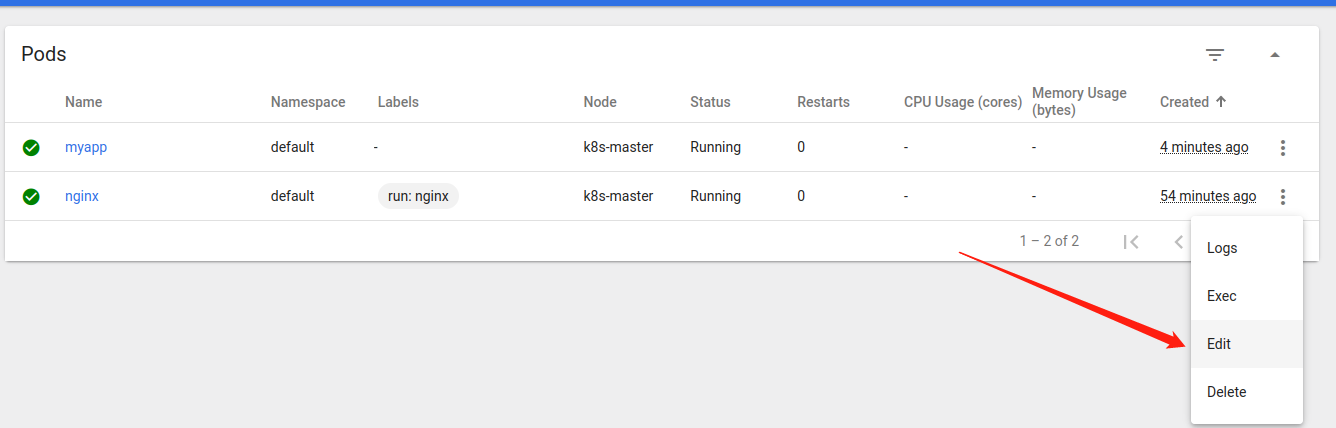 Pods
Name Namespace Labels Node Status Restarts CPU Usage (cores) Memory Usage (bytes) Created
myapp default - k8s-master Running 0 - - 4 minutes ago
nginx default run: nginx k8s-master Running 0 - - 54 minutes ago
1 – 2 of 2
Logs
Exec
Edit
Delete